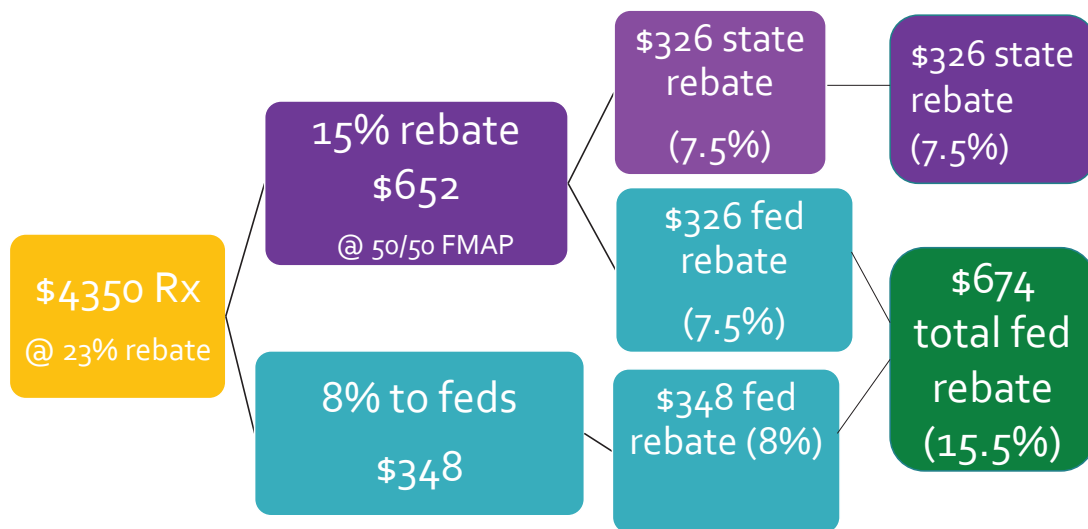 $4350 Rx
@ 23% rebate
15% rebate
$652
@ 50/50 FMAP
8% to feds
$348
$326 state
rebate
(7.5%)
$326 fed
rebate
(7.5%)
$348 fed
rebate (8%)
$326 state
rebate
(7.5%)
$674
total fed
rebate
(15.5%)